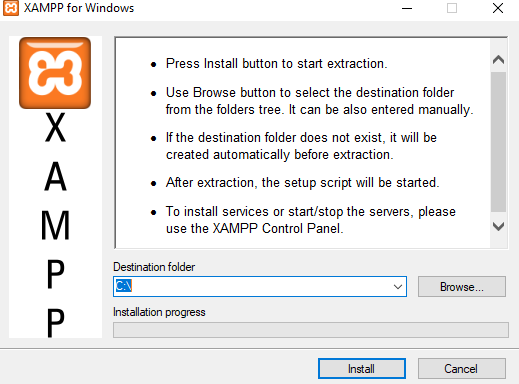 XAMPP for Windows
X
A
M
P
P
• Press Install button to start extraction.
• Use Browse button to select the destination folder
from the folders tree. It can be also entered manually.
• If the destination folder does not exist, it will be
created automatically before extraction.
• After extraction, the setup script will be started.
• To install services or start/stop the servers, please
use the XAMPP Control Panel.
Destination folder
C:\
Browse...
Installation progress
Install
Cancel